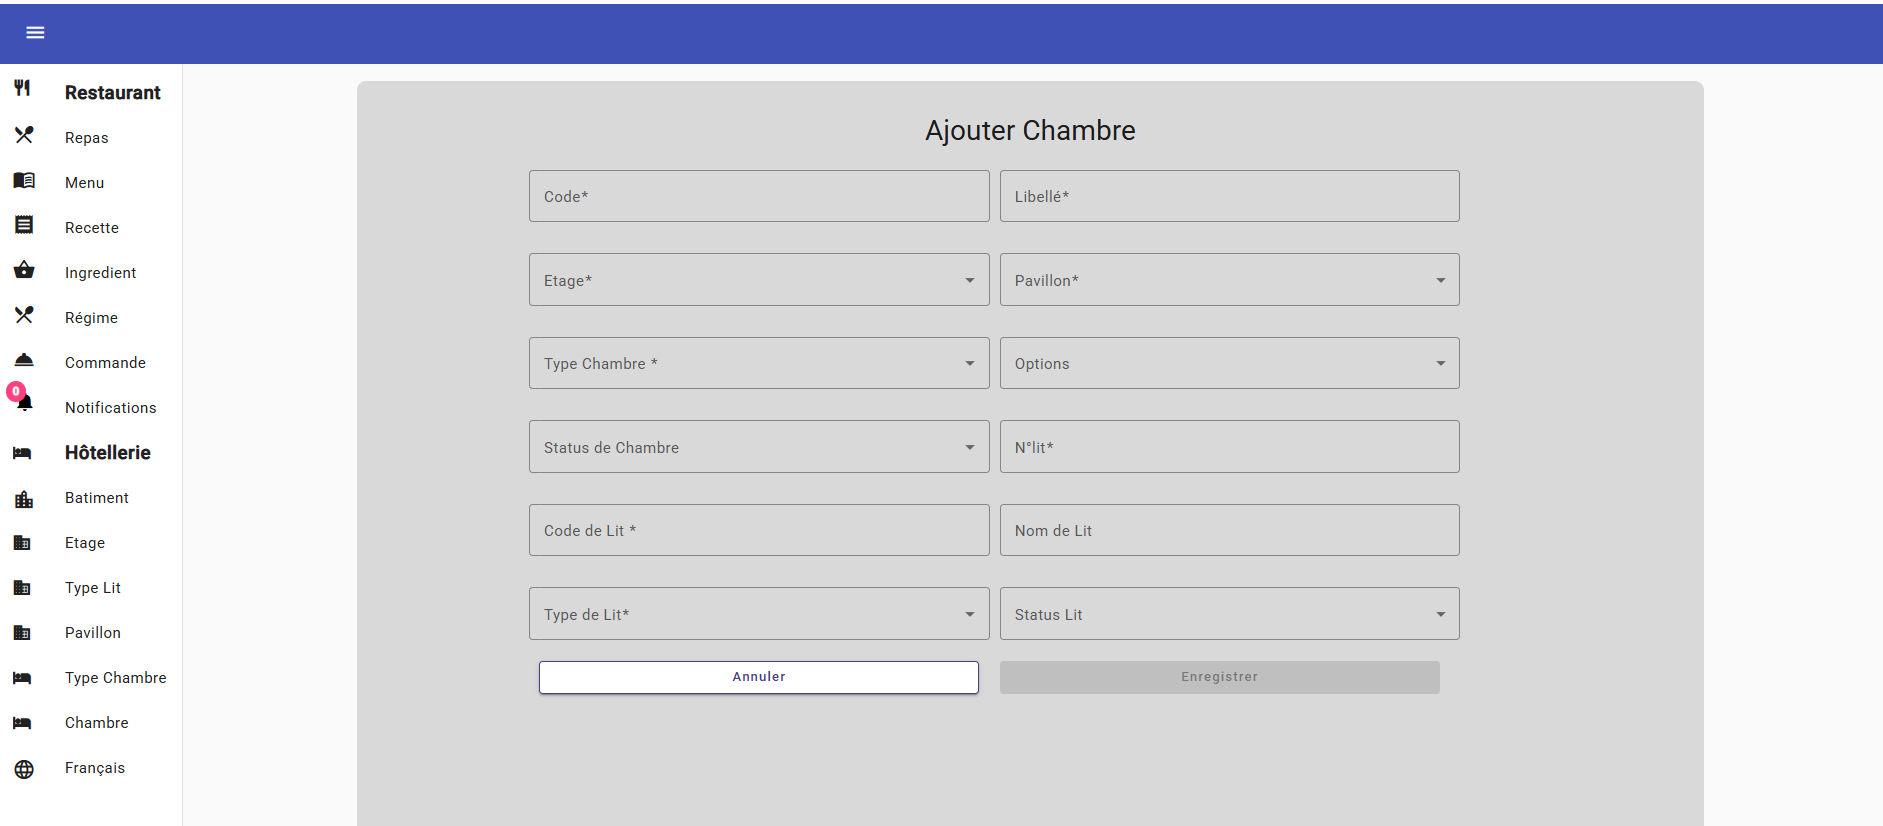 Restaurant
Repas
Menu
Recette
Ingredient
Régime
Commande
0
Notifications
Hôtellerie
Batiment
Etage
Type Lit
Pavillon
Type Chambre
Chambre
Français
Ajouter Chambre
Code*
Libellé*
Etage*
Pavillon*
Type Chambre *
Options
Status de Chambre
N°lit*
Code de Lit *
Nom de Lit
Type de Lit*
Status Lit
Annuler
Enregistrer